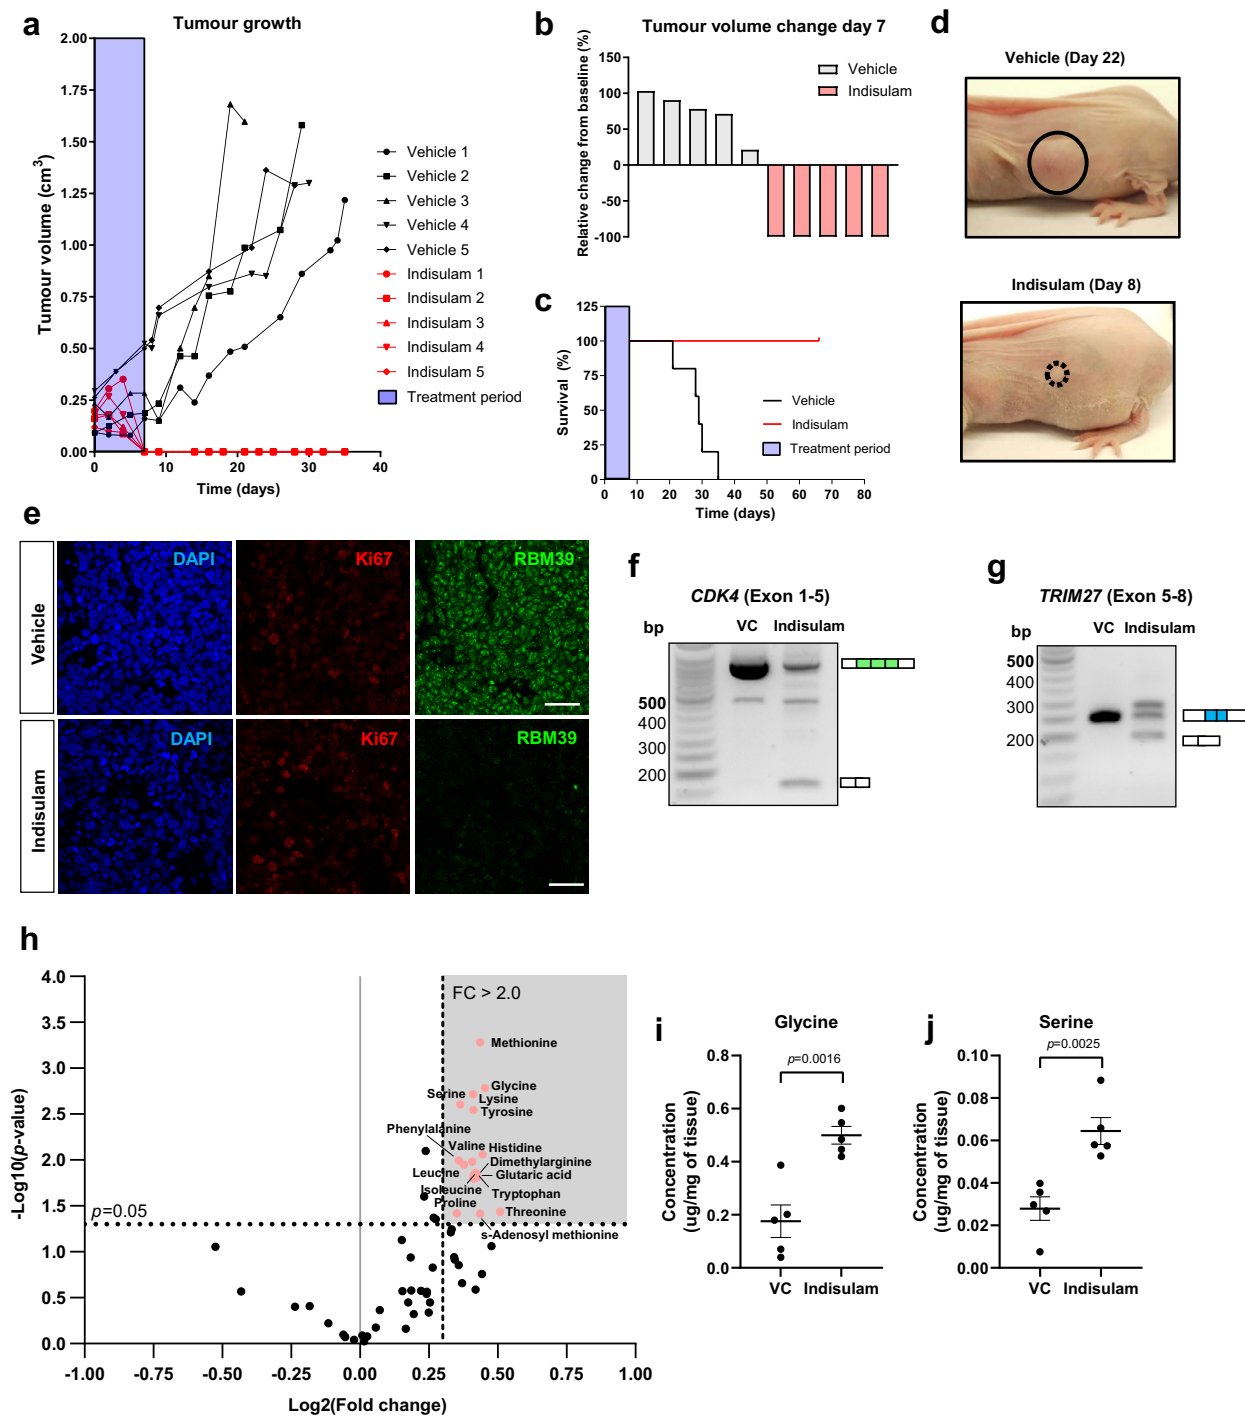 a
Tumour growth
2.00
1.75
1.50
1.25
1.00
0.75
0.50
0.25
0.00
0
10
20
30
40
Tumour volume (cm³)
Time (days)
Vehicle 1
Vehicle 2
Vehicle 3
Vehicle 4
Vehicle 5
Indisulam 1
Indisulam 2
Indisulam 3
Indisulam 4
Indisulam 5
Treatment period
b
Tumour volume change day 7
Relative change from baseline (%)
150
100
50
0
-50
-100
Vehicle
Indisulam
c
Survival (%)
125
100
75
50
25
0
0
10
20
30
40
50
60
70
80
Time (days)
Vehicle
Indisulam
Treatment period
d
Vehicle (Day 22)
Indisulam (Day 8)
e
Vehicle
DAPI
Ki67
RBM39
Indisulam
DAPI
Ki67
RBM39
f
CDK4 (Exon 1-5)
bp
VC
Indisulam
500
400
300
200
g
TRIM27 (Exon 5-8)
bp
VC
Indisulam
500
400
300
200
h
-Log10(p-value)
4.0
3.5
3.0
2.5
2.0
1.5
1.0
0.5
0.0
-1.00
-0.75
-0.50
-0.25
0.00
0.25
0.50
0.75
1.00
Log2(Fold change)
p=0.05
FC > 2.0
Methionine
Glycine
Serine
Lysine
Tyrosine
Phenylalanine
Valine
Histidine
Dimethylarginine
Leucine
Glutaric acid
Isoleucine
Tryptophan
Proline
Threonine
s-Adenosyl methionine
i
Glycine
p=0.0016
Concentration
(ug/mg of tissue)
0.8
0.6
0.4
0.2
0.0
VC
Indisulam
j
Serine
p=0.0025
Concentration
(ug/mg of tissue)
0.10
0.08
0.06
0.04
0.02
0.00
VC
Indisulam